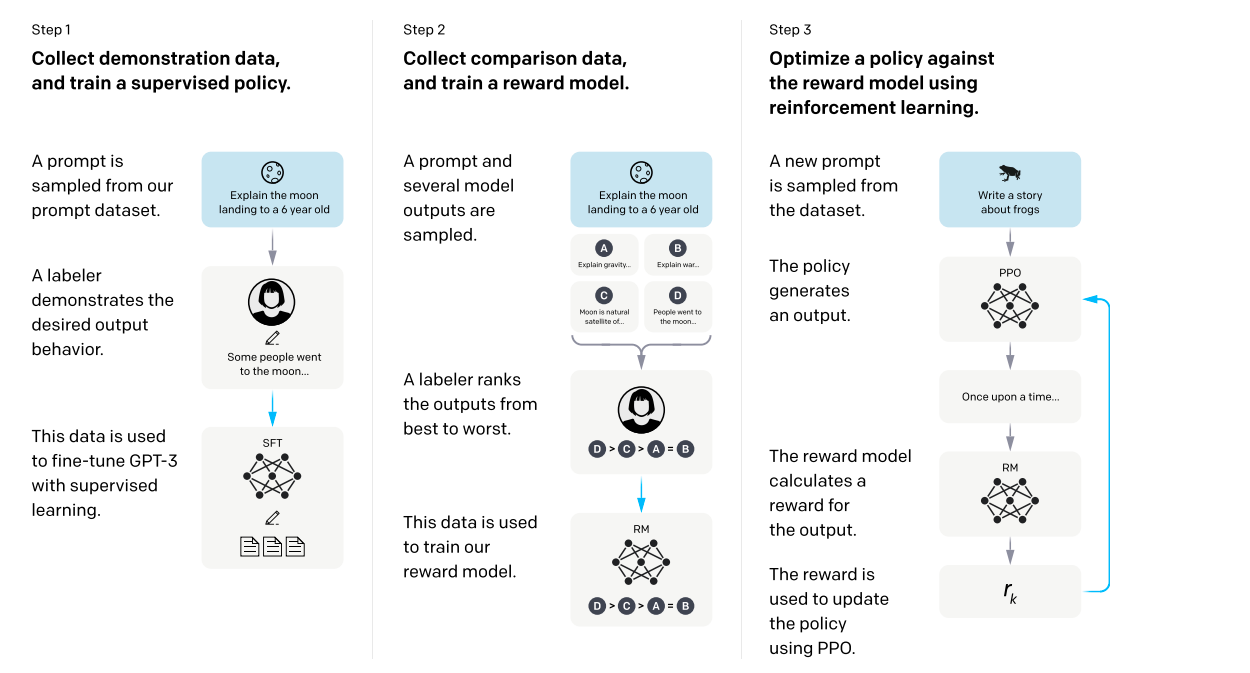 Step 1
Collect demonstration data,
and train a supervised policy.
A prompt is
sampled from our
prompt dataset.
Explain the moon
landing to a 6 year old
A labeler
demonstrates the
desired output
behavior.
Some people went
to the moon...
This data is used
to fine-tune GPT-3
with supervised
learning.
SFT
Step 2
Collect comparison data,
and train a reward model.
A prompt and
several model
outputs are
sampled.
Explain the moon
landing to a 6 year old
A
Explain gravity...
B
Explain war...
C
Moon is natural
satellite of...
D
People went to
the moon...
A labeler ranks
the outputs from
best to worst.
D > C > A = B
This data is used
to train our
reward model.
RM
D > C > A = B
Step 3
Optimize a policy against
the reward model using
reinforcement learning.
A new prompt
is sampled from
the dataset.
Write a story
about frogs
The policy
generates
an output.
PPO
Once upon a time...
The reward model
calculates a
reward for
the output.
RM
The reward is
used to update
the policy
using PPO.
r_k